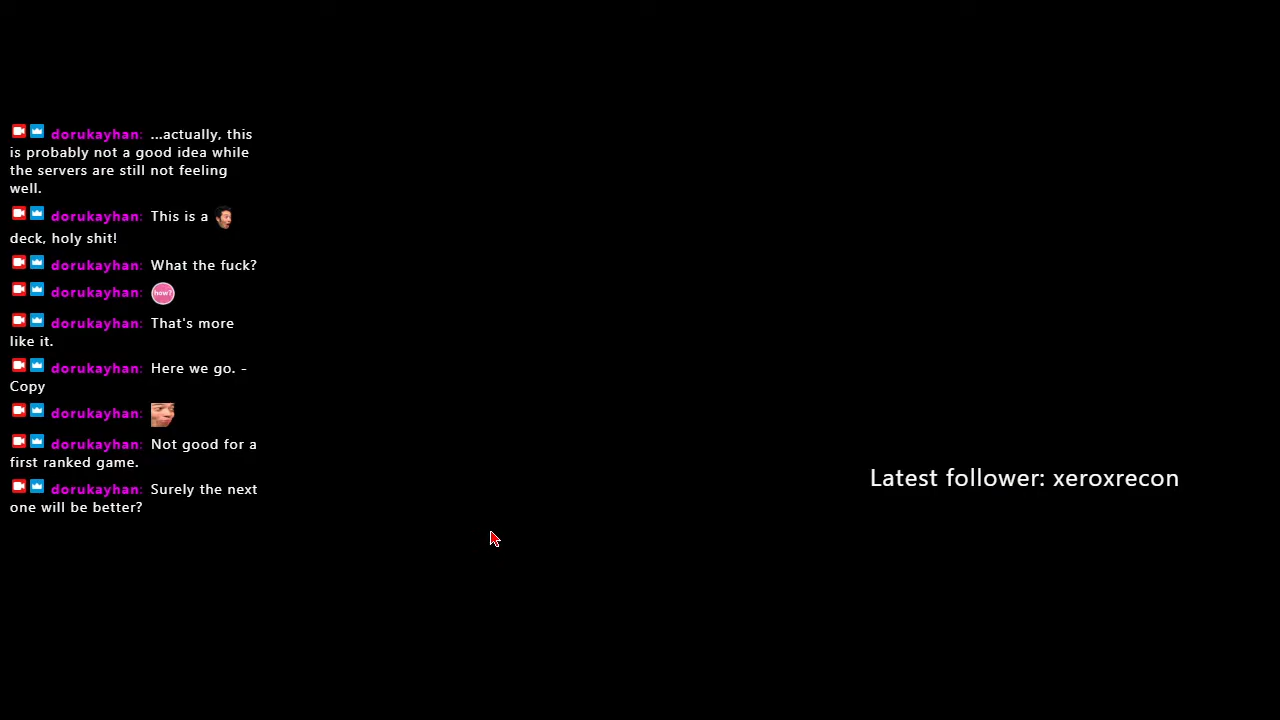 dorukayhan: ...actually, this
is probably not a good idea while
the servers are still not feeling
well.
dorukayhan: This is a
deck, holy shit!
dorukayhan: What the fuck?
dorukayhan: how?
dorukayhan: That's more
like it.
dorukayhan: Here we go. -
Copy
dorukayhan:
dorukayhan: Not good for a
first ranked game.
dorukayhan: Surely the next
one will be better?
Latest follower: xeroxrecon